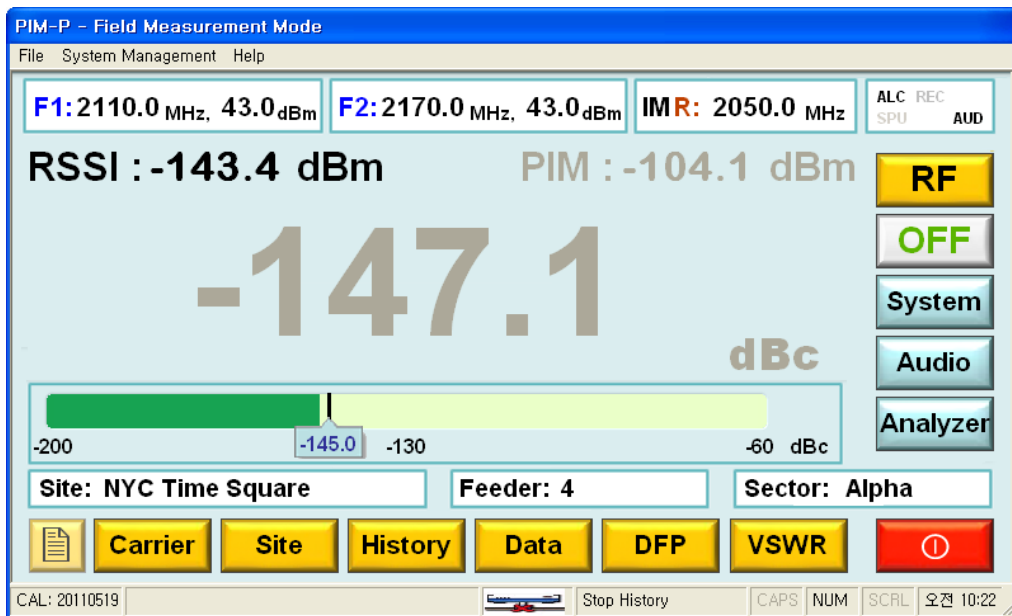 PIM-P - Field Measurement Mode
File System Management Help
F1: 2110.0 MHz, 43.0 dBm F2: 2170.0 MHz, 43.0 dBm IMR: 2050.0 MHz ALC REC
SPU AUD
RSSI : -143.4 dBm PIM : -104.1 dBm
RF
-147.1
dBc
OFF
System
Audio
Analyzer
-200 -145.0 -130 -60 dBc
Site: NYC Time Square Feeder: 4 Sector: Alpha
Carrier Site History Data DFP VSWR
CAL: 20110519 Stop History CAPS NUM SCRL 오전 10:22